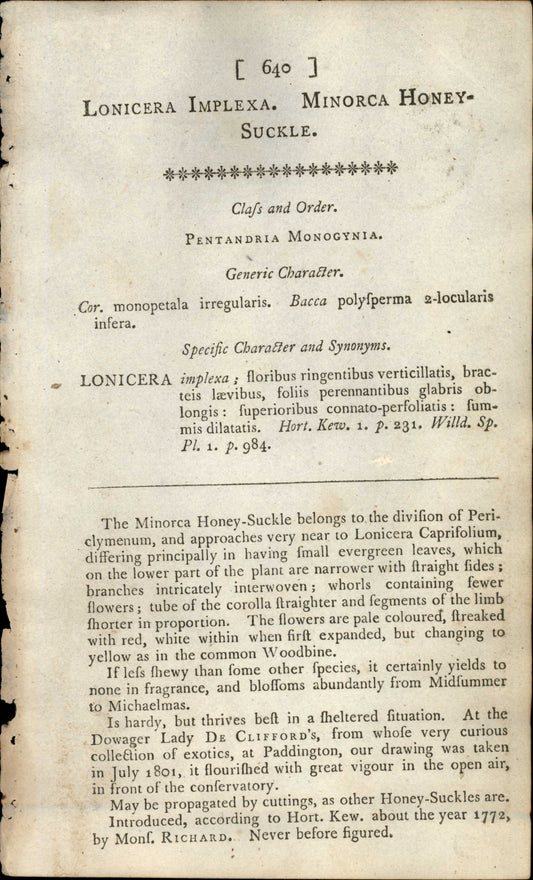 [ 640 ]
Lonicera Implexa. Minorca Honey-
Suckle.
******************
Claſs and Order.
Pentandria Monogynia.
Generic Character.
Cor. monopetala irregularis. Bacca polyſperma 2-locularis
infera.
Specific Character and Synonyms.
LONICERA implexa; floribus ringentibus verticillatis, brac-
teis lævibus, foliis perennantibus glabris ob-
longis: ſuperioribus connato-perfoliatis: ſum-
mis dilatatis. Hort. Kew. 1. p. 231. Willd. Sp.
Pl. 1. p. 984.
The Minorca Honey-Suckle belongs to the diviſion of Peri-
clymenum, and approaches very near to Lonicera Caprifolium,
differing principally in having ſmall evergreen leaves, which
on the lower part of the plant are narrower with ſtraight ſides;
branches intricately interwoven; whorls containing fewer
flowers; tube of the corolla ſtraighter and ſegments of the limb
ſhorter in proportion. The flowers are pale coloured, ſtreaked
with red, white within when firſt expanded, but changing to
yellow as in the common Woodbine.
If leſs ſhewy than ſome other ſpecies, it certainly yields to
none in fragrance, and bloſſoms abundantly from Midſummer
to Michaelmas.
Is hardy, but thrives beſt in a ſheltered ſituation. At the
Dowager Lady De Clifford's, from whoſe very curious
collection of exotics, at Paddington, our drawing was taken
in July 1801, it flouriſhed with great vigour in the open air,
in front of the conſervatory.
May be propagated by cuttings, as other Honey-Suckles are.
Introduced, according to Hort. Kew. about the year 1772,
by Monſ. Richard. Never before figured.